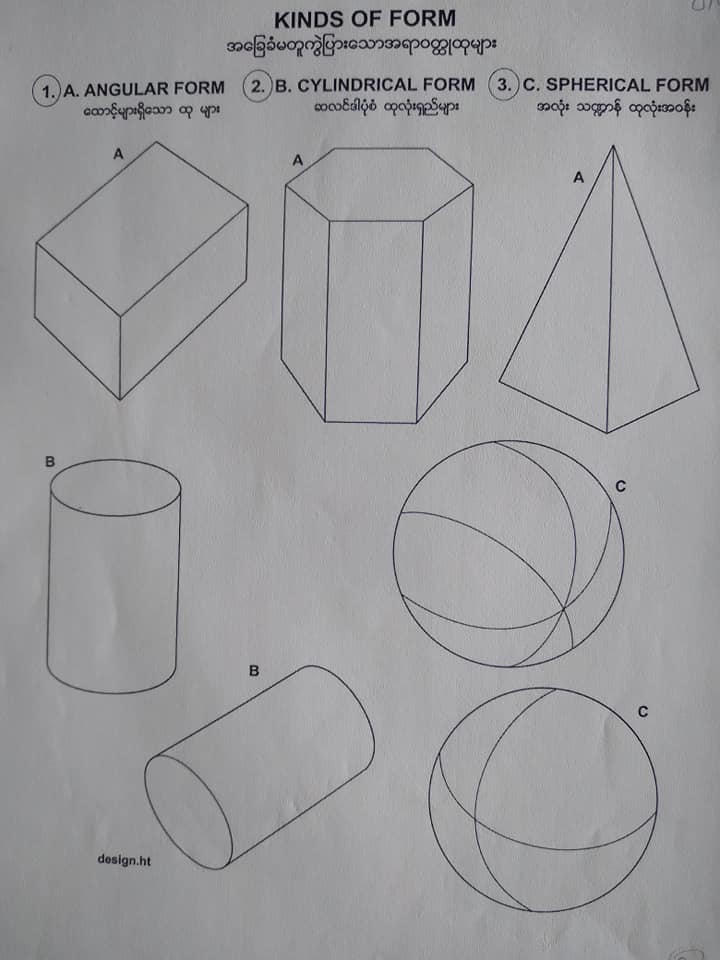 KINDS OF FORM
အခြေခံမတူကွဲပြားသောအရာဝတ္ထုထုများ
1. A. ANGULAR FORM
ထောင့်များရှိသော ထု များ
2. B. CYLINDRICAL FORM
ဆလင်ဒါပုံစံ ထုလုံးရှည်များ
3. C. SPHERICAL FORM
အလုံး သဏ္ဌာန် ထုလုံးအဝန်း
A
A
A
B
C
B
C
design.ht